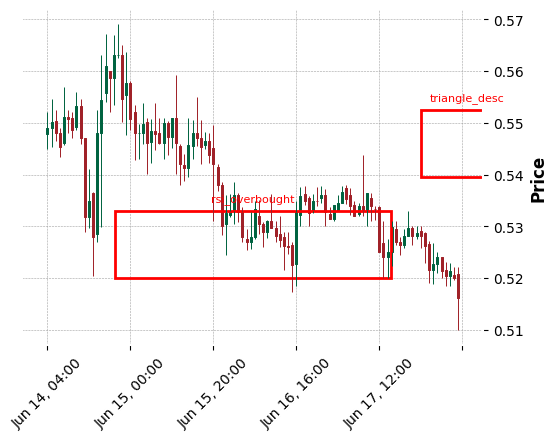 0.57
0.56
triangle_desc
0.55
0.54
Price
rsi_overbought
0.53
0.52
0.51
Jun 14, 04:00
Jun 15, 00:00
Jun 15, 20:00
Jun 16, 16:00
Jun 17, 12:00